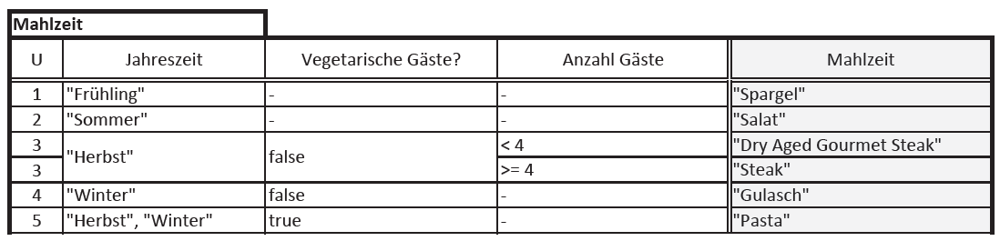 Mahlzeit
U Jahreszeit Vegetarische Gäste? Anzahl Gäste Mahlzeit
1 "Frühling" - - "Spargel"
2 "Sommer" - - "Salat"
3 "Herbst" false < 4 "Dry Aged Gourmet Steak"
3 >= 4 "Steak"
4 "Winter" false - "Gulasch"
5 "Herbst", "Winter" true - "Pasta"